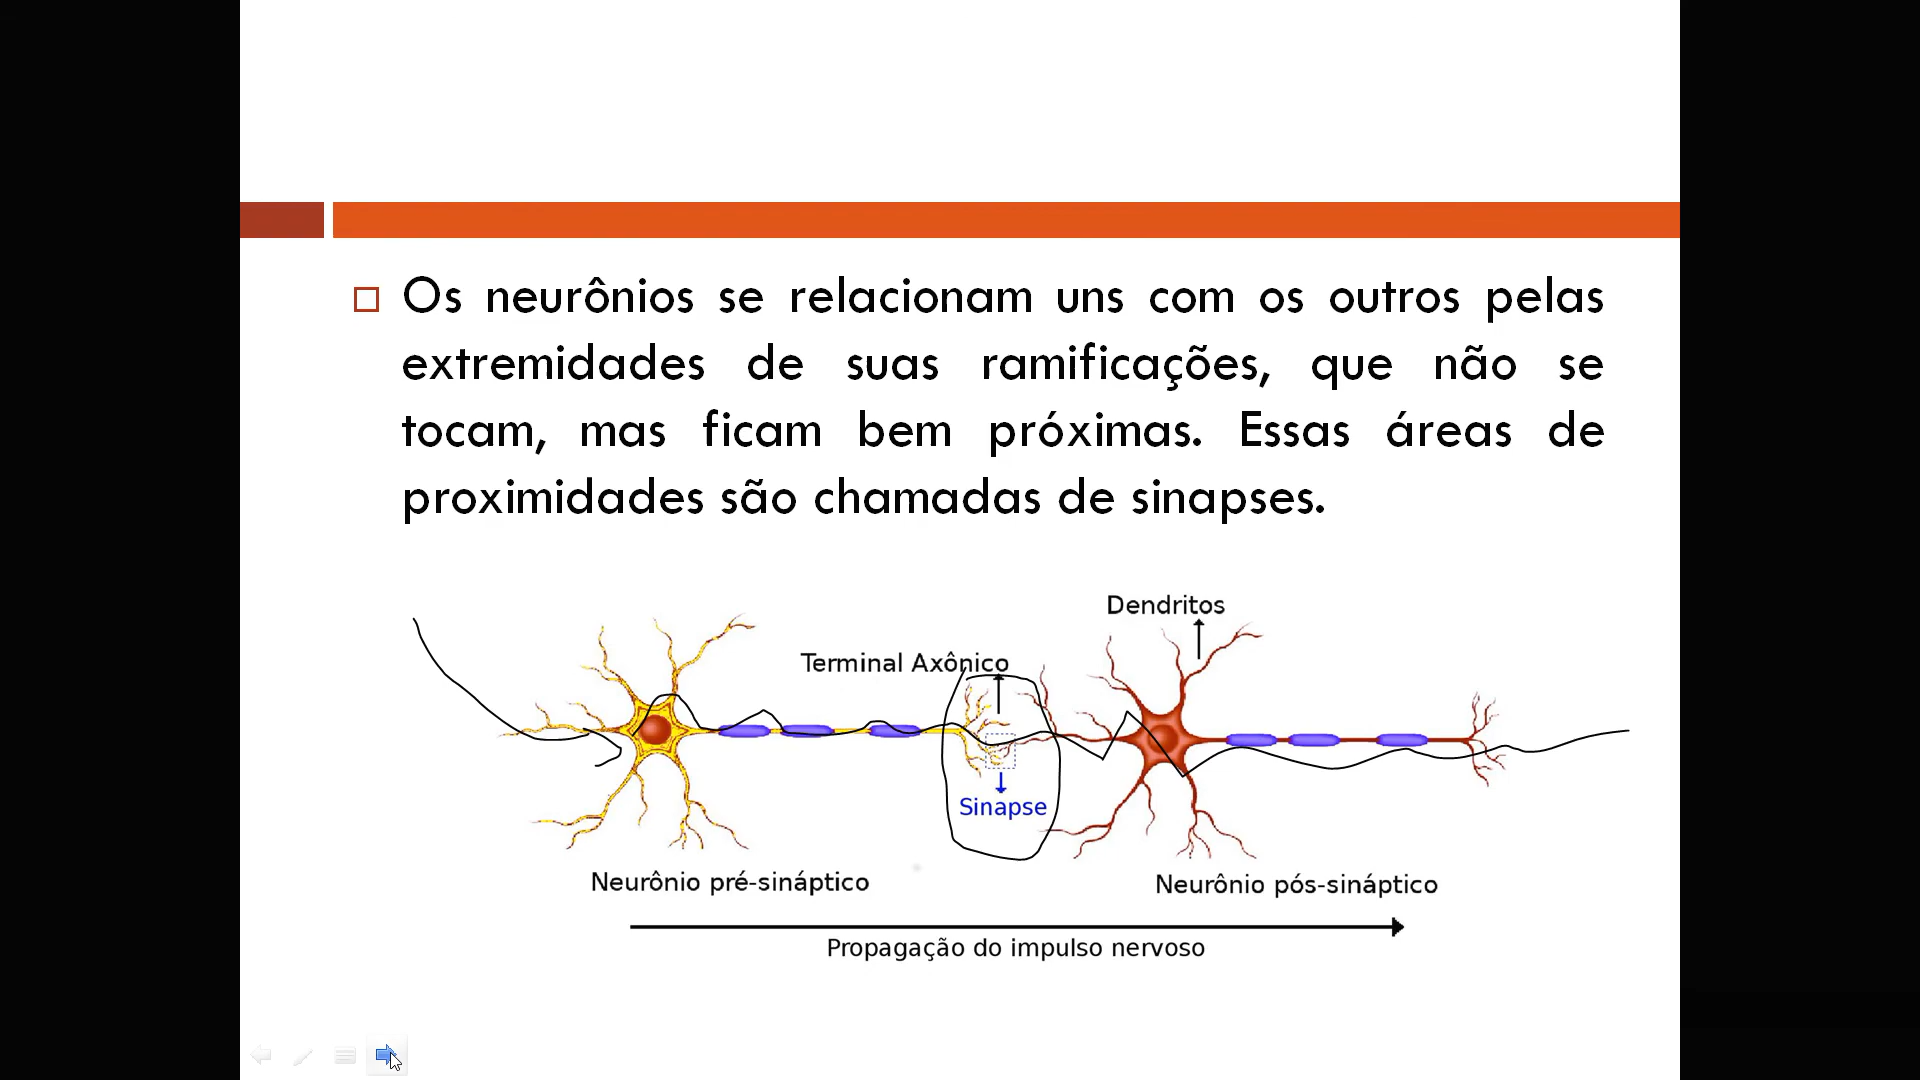 Os neurônios se relacionam uns com os outros pelas
extremidades de suas ramificações, que não se
tocam, mas ficam bem próximas. Essas áreas de
proximidades são chamadas de sinapses.
Dendritos
Terminal Axônico
Sinapse
Neurônio pré-sináptico
Neurônio pós-sináptico
Propagação do impulso nervoso